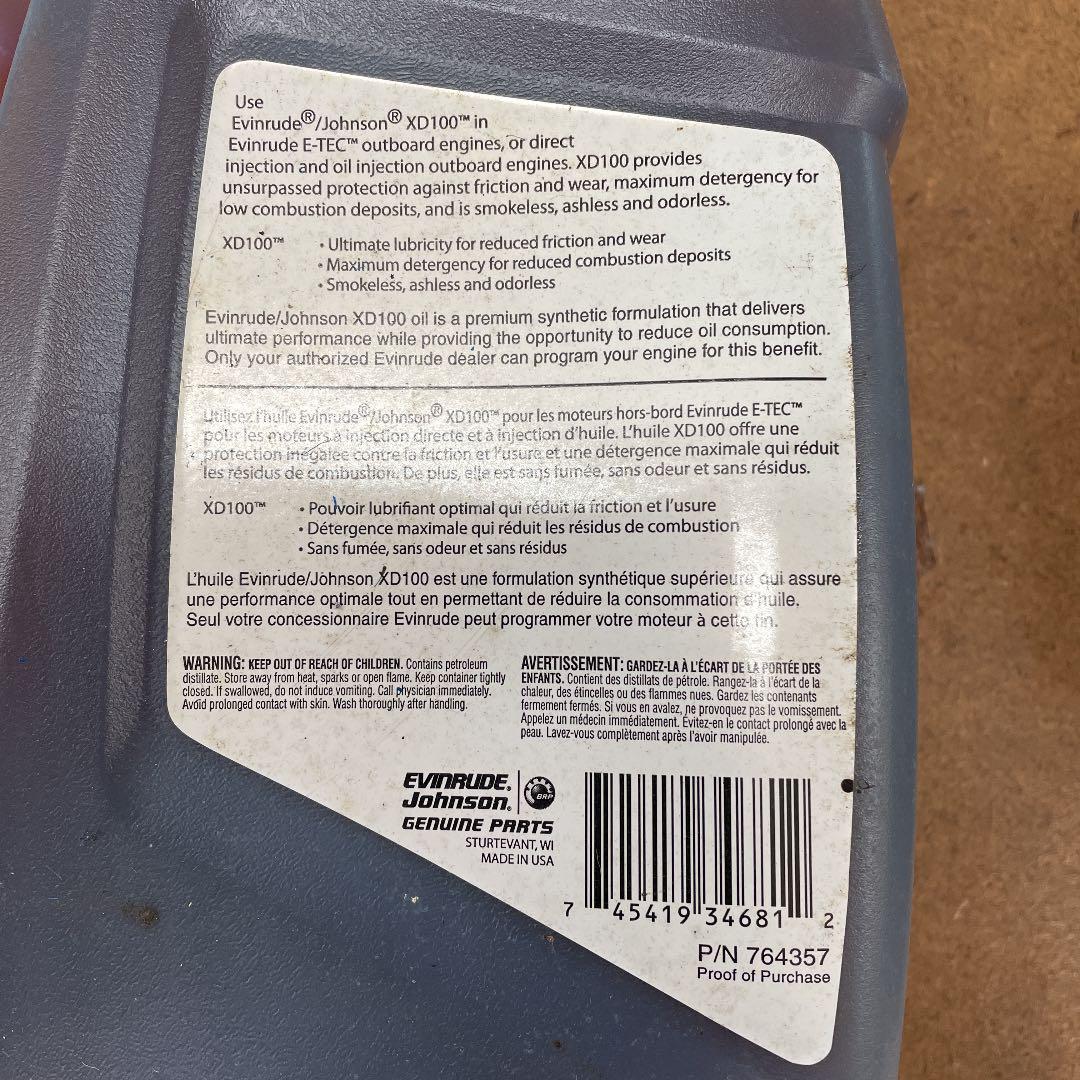 Use
Evinrude®/Johnson® XD100™ in
Evinrude E-TEC™ outboard engines, or direct
injection and oil injection outboard engines. XD100 provides
unsurpassed protection against friction and wear, maximum detergency for
low combustion deposits, and is smokeless, ashless and odorless.
XD100™ • Ultimate lubricity for reduced friction and wear
• Maximum detergency for reduced combustion deposits
• Smokeless, ashless and odorless
Evinrude/Johnson XD100 oil is a premium synthetic formulation that delivers
ultimate performance while providing the opportunity to reduce oil consumption.
Only your authorized Evinrude dealer can program your engine for this benefit.
Utilisez l'huile Evinrude®/Johnson® XD100™ pour les moteurs hors-bord Evinrude E-TEC™
pour les moteurs à injection directe et à injection d'huile. L'huile XD100 offre une
protection inégalée contre la friction et l'usure et une détergence maximale qui réduit
les résidus de combustion. De plus, elle est sans fumée, sans odeur et sans résidus.
XD100™ • Pouvoir lubrifiant optimal qui réduit la friction et l'usure
• Détergence maximale qui réduit les résidus de combustion
• Sans fumée, sans odeur et sans résidus
L'huile Evinrude/Johnson XD100 est une formulation synthétique supérieure qui assure
une performance optimale tout en permettant de réduire la consommation d'huile.
Seul votre concessionnaire Evinrude peut programmer votre moteur à cette fin.
WARNING: KEEP OUT OF REACH OF CHILDREN. Contains petroleum
distillate. Store away from heat, sparks or open flame. Keep container tightly
closed. If swallowed, do not induce vomiting. Call physician immediately.
Avoid prolonged contact with skin. Wash thoroughly after handling.
AVERTISSEMENT: GARDEZ-LA À L'ÉCART DE LA PORTÉE DES
ENFANTS. Contient des distillats de pétrole. Rangez-la à l'écart de la
chaleur, des étincelles ou des flammes nues. Gardez les contenants
fermement fermés. Si vous en avalez, ne provoquez pas le vomissement.
Appelez un médecin immédiatement. Évitez-en le contact prolongé avec la
peau. Lavez-vous complètement après l'avoir manipulée.
EVINRUDE.
Johnson.
BRP
GENUINE PARTS
STURTEVANT, WI
MADE IN USA
7 45419 34681 2
P/N 764357
Proof of Purchase